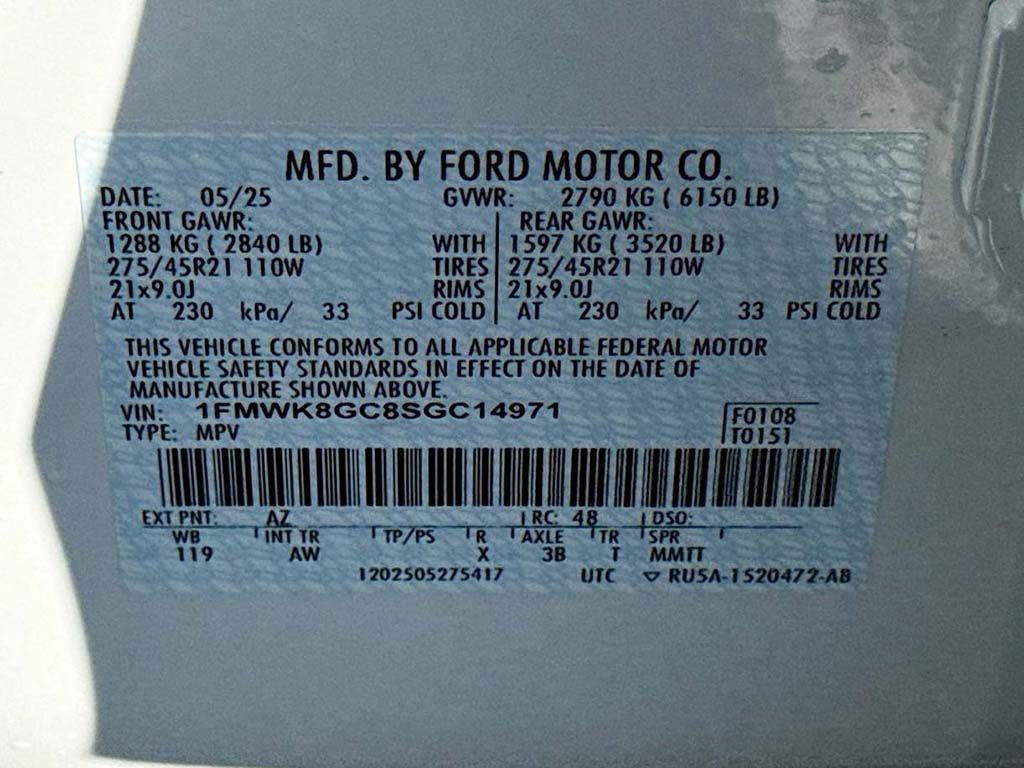 MFD. BY FORD MOTOR CO.
DATE: 05/25 GVWR: 2790 KG ( 6150 LB)
FRONT GAWR: REAR GAWR:
1288 KG ( 2840 LB) WITH 1597 KG ( 3520 LB) WITH
275/45R21 110W TIRES 275/45R21 110W TIRES
21x9.0J RIMS 21x9.0J RIMS
AT 230 kPa/ 33 PSI COLD AT 230 kPa/ 33 PSI COLD
THIS VEHICLE CONFORMS TO ALL APPLICABLE FEDERAL MOTOR
VEHICLE SAFETY STANDARDS IN EFFECT ON THE DATE OF
MANUFACTURE SHOWN ABOVE.
VIN: 1FMWK8GC8SGC14971 F0108
TYPE: MPV T0151
EXT PNT: AZ RC: 48 DSO:
WB INT TR TP/PS R AXLE TR SPR
119 AW X 3B T MMTT
1202505275417 UTC ▽ RU5A-1520472-AB